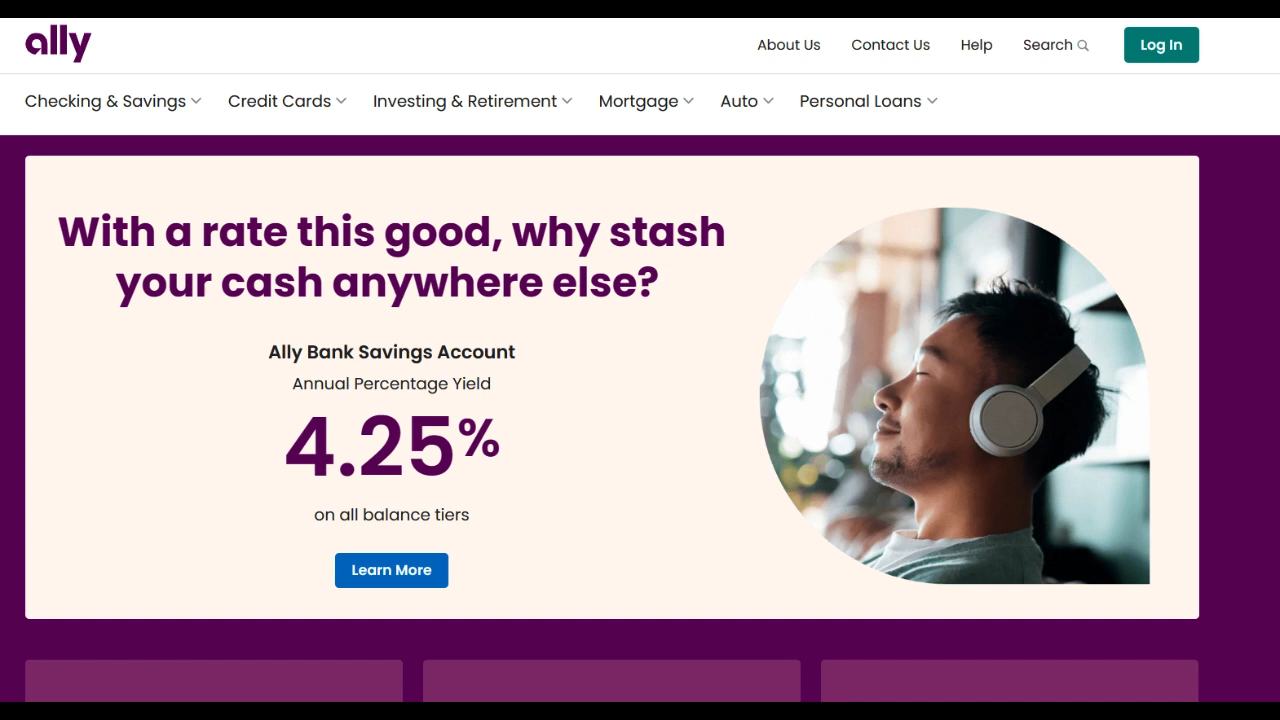 ally
About Us Contact Us Help Search Log In
Checking & Savings Credit Cards Investing & Retirement Mortgage Auto Personal Loans
With a rate this good, why stash
your cash anywhere else?
Ally Bank Savings Account
Annual Percentage Yield
4.25%
on all balance tiers
Learn More